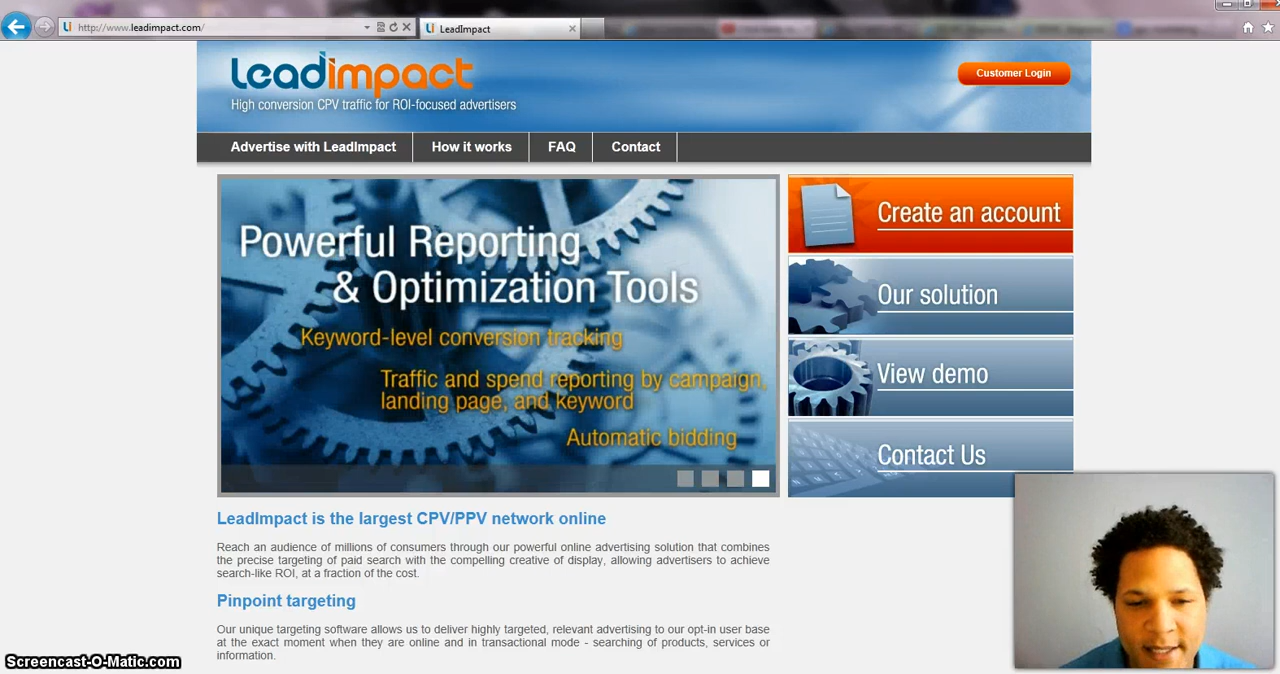 http://www.leadimpact.com/
LeadImpact
Leadimpact
High conversion CPV traffic for ROI-focused advertisers
Customer Login
Advertise with LeadImpact
How it works
FAQ
Contact
Powerful Reporting
& Optimization Tools
Keyword-level conversion tracking
Traffic and spend reporting by campaign,
landing page, and keyword
Automatic bidding
Create an account
Our solution
View demo
Contact Us
LeadImpact is the largest CPV/PPV network online
Reach an audience of millions of consumers through our powerful online advertising solution that combines
the precise targeting of paid search with the compelling creative of display, allowing advertisers to achieve
search-like ROI, at a fraction of the cost.
Pinpoint targeting
Our unique targeting software allows us to deliver highly targeted, relevant advertising to our opt-in user base
at the exact moment when they are online and in transactional mode - searching of products, services or
information.
Screencast-O-Matic.com